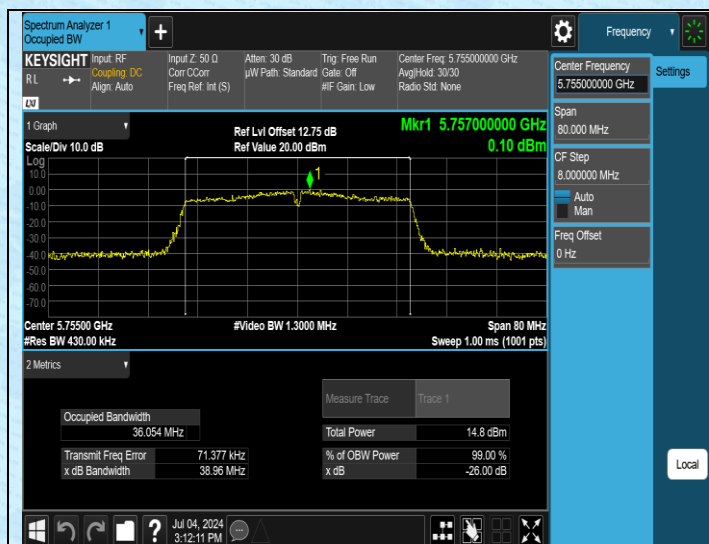 Spectrum Analyzer 1
Occupied BW
Frequency
KEYSIGHT
R L
LXI
Input: RF
Coupling: DC
Align: Auto
Input Z: 50 Ω
Corr CCorr
Freq Ref: Int (S)
Atten: 30 dB
µW Path: Standard
Trig: Free Run
Gate: Off
#IF Gain: Low
Center Freq: 5.755000000 GHz
Avg|Hold: 30/30
Radio Std: None
Center Frequency
5.755000000 GHz
Settings
Span
80.000 MHz
CF Step
8.000000 MHz
Auto
Man
Freq Offset
0 Hz
1 Graph
Scale/Div 10.0 dB
Ref Lvl Offset 12.75 dB
Ref Value 20.00 dBm
Mkr1 5.757000000 GHz
0.10 dBm
Log
10.0
0.00
-10.0
-20.0
-30.0
-40.0
-50.0
-60.0
-70.0
1
Center 5.75500 GHz
#Video BW 1.3000 MHz
Span 80 MHz
#Res BW 430.00 kHz
Sweep 1.00 ms (1001 pts)
2 Metrics
Measure Trace
Trace 1
Occupied Bandwidth
36.054 MHz
Total Power
14.8 dBm
Transmit Freq Error
71.377 kHz
% of OBW Power
99.00 %
x dB Bandwidth
38.96 MHz
x dB
-26.00 dB
Local
Jul 04, 2024
3:12:11 PM